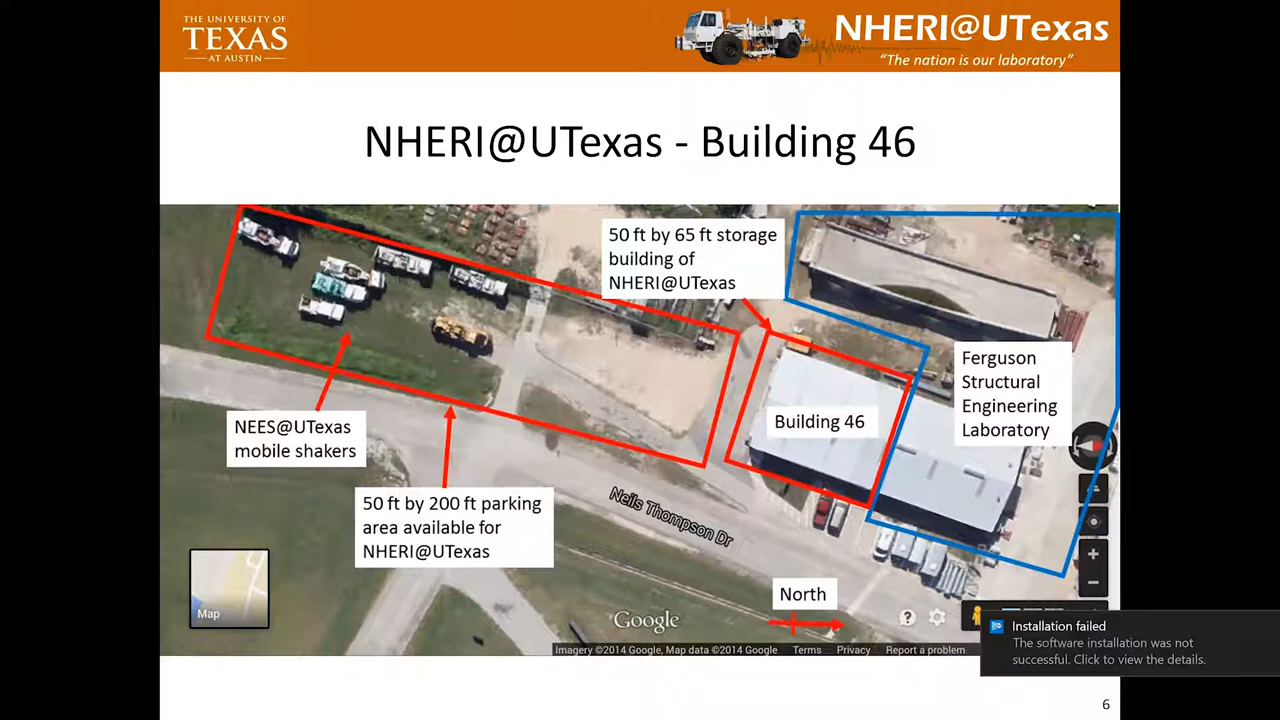 THE UNIVERSITY OF
TEXAS
AT AUSTIN
NHERI@UTexas
“The nation is our laboratory”
NHERI@UTexas - Building 46
50 ft by 65 ft storage
building of
NHERI@UTexas
Ferguson
Structural
Engineering
Laboratory
Building 46
NEES@UTexas
mobile shakers
50 ft by 200 ft parking
area available for
NHERI@UTexas
Neils Thompson Dr
North
Map
Google
Imagery ©2014 Google, Map data ©2014 Google Terms Privacy Report a problem
Installation failed
The software installation was not
successful. Click to view the details.
6